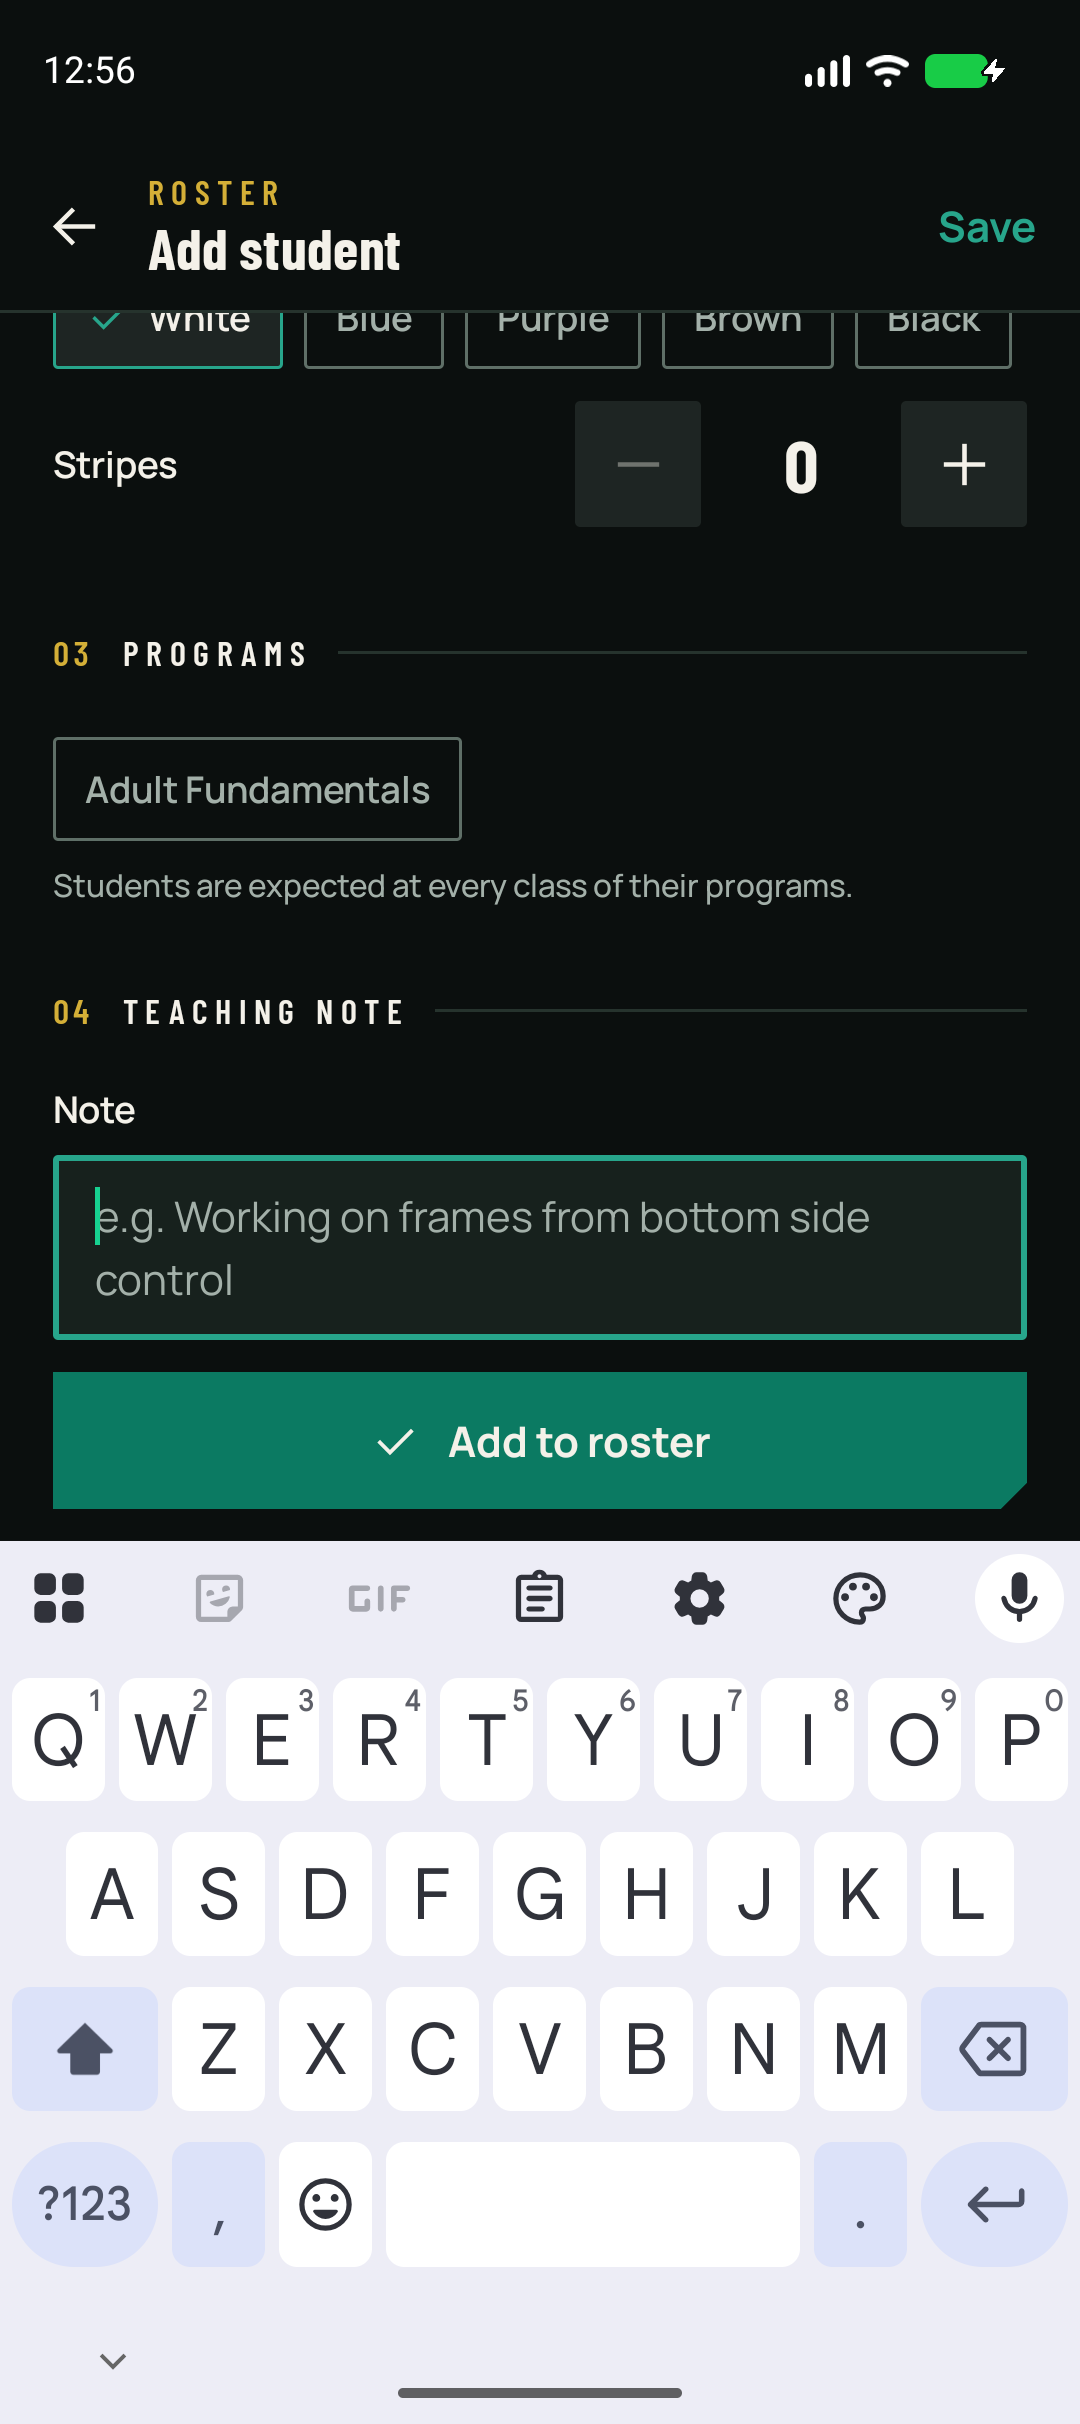 12:56
ROSTER
Add student
Save
White
Blue
Purple
Brown
Black
Stripes
0
03 PROGRAMS
Adult Fundamentals
Students are expected at every class of their programs.
04 TEACHING NOTE
Note
e.g. Working on frames from bottom side
control
Add to roster
GIF
Q 1 W 2 E 3 R 4 T 5 Y 6 U 7 I 8 O 9 P 0
A S D F G H J K L
Z X C V B N M
?123 , .